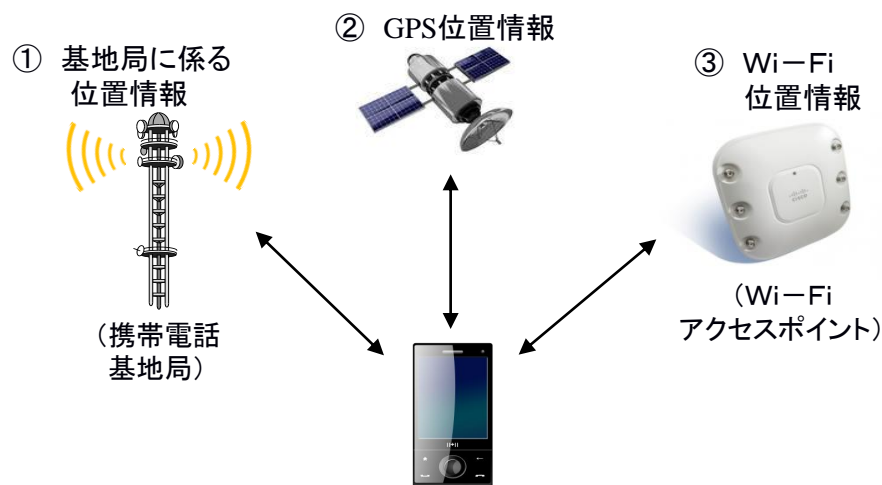 ① 基地局に係る
位置情報
② GPS位置情報
③ Ｗi－Fi
位置情報
（携帯電話
基地局）
（Ｗi－Fi
アクセスポイント）